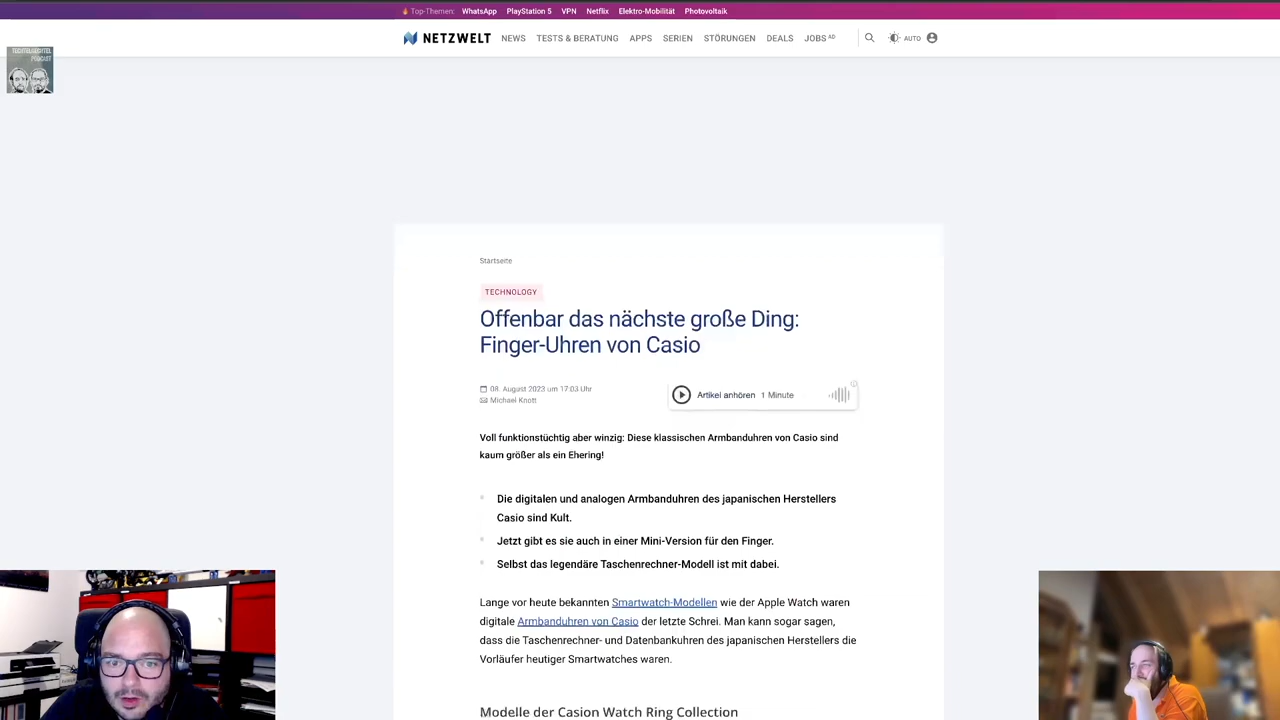 Top-Themen: WhatsApp PlayStation 5 VPN Netflix Elektro-Mobilität Photovoltaik
NETZWELT NEWS TESTS & BERATUNG APPS SERIEN STÖRUNGEN DEALS JOBS AD AUTO
TECHTELMECHTEL
PODCAST
Startseite
TECHNOLOGY
Offenbar das nächste große Ding:
Finger-Uhren von Casio
08. August 2023 um 17:03 Uhr
Michael Knott
Artikel anhören 1 Minute
Voll funktionstüchtig aber winzig: Diese klassischen Armbanduhren von Casio sind
kaum größer als ein Ehering!
Die digitalen und analogen Armbanduhren des japanischen Herstellers
Casio sind Kult.
Jetzt gibt es sie auch in einer Mini-Version für den Finger.
Selbst das legendäre Taschenrechner-Modell ist mit dabei.
Lange vor heute bekannten Smartwatch-Modellen wie der Apple Watch waren
digitale Armbanduhren von Casio der letzte Schrei. Man kann sogar sagen,
dass die Taschenrechner- und Datenbankuhren des japanischen Herstellers die
Vorläufer heutiger Smartwatches waren.
Modelle der Casion Watch Ring Collection